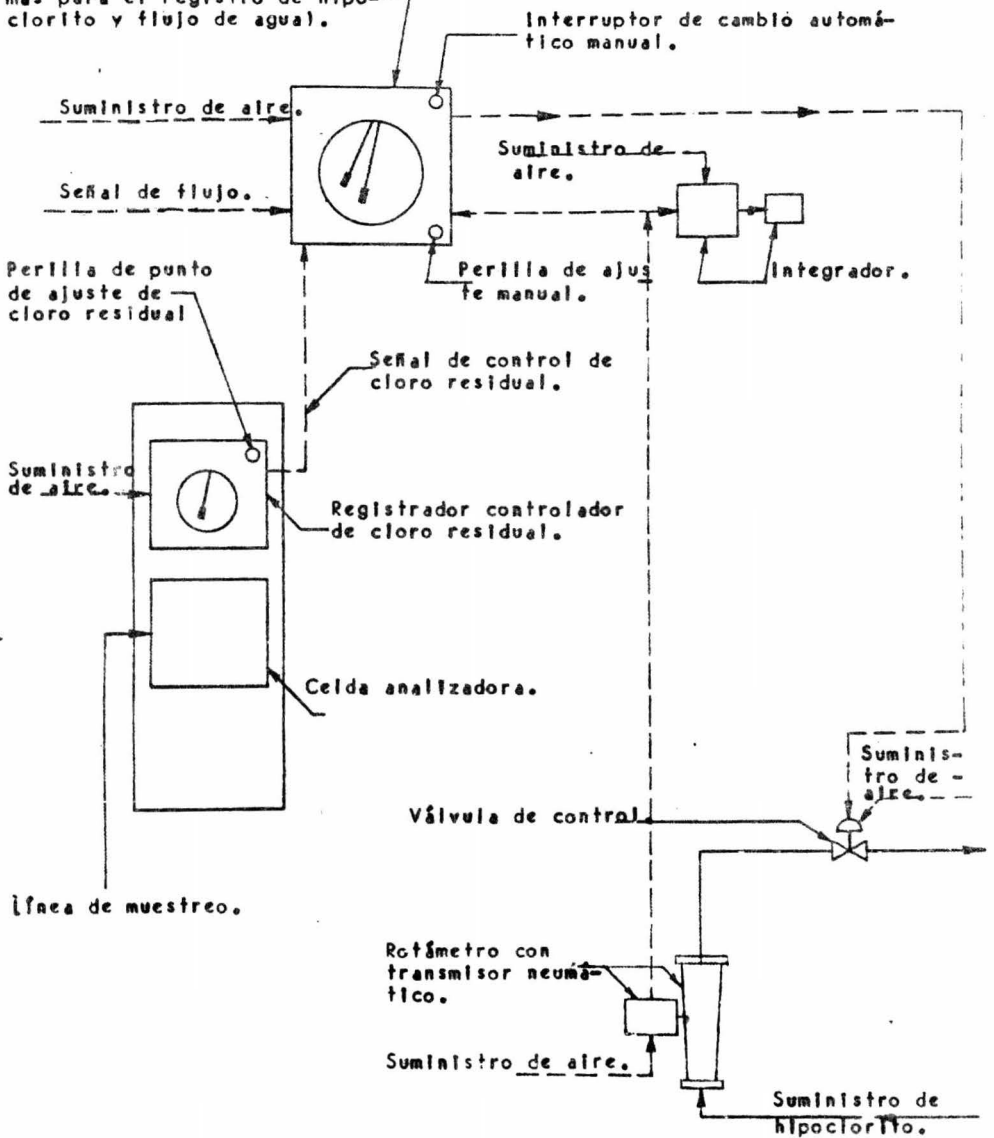 mas para el registro de hipo-
clorito y flujo de agua).
Interruptor de cambio automá-
tico manual.
Suministro de aire.
Suministro de
aire.
Señal de flujo.
Perilla de punto
de ajuste de
cloro residual
Perilla de ajus
te manual.
Integrador.
Señal de control de
cloro residual.
Suministro
de aire.
Registrador controlador
de cloro residual.
Celda analizadora.
Suminis-
tro de -
aire.
Válvula de control.
línea de muestreo.
Rotámetro con
transmisor neumá-
tico.
Suministro de aire.
Suministro de
hipoclorito.